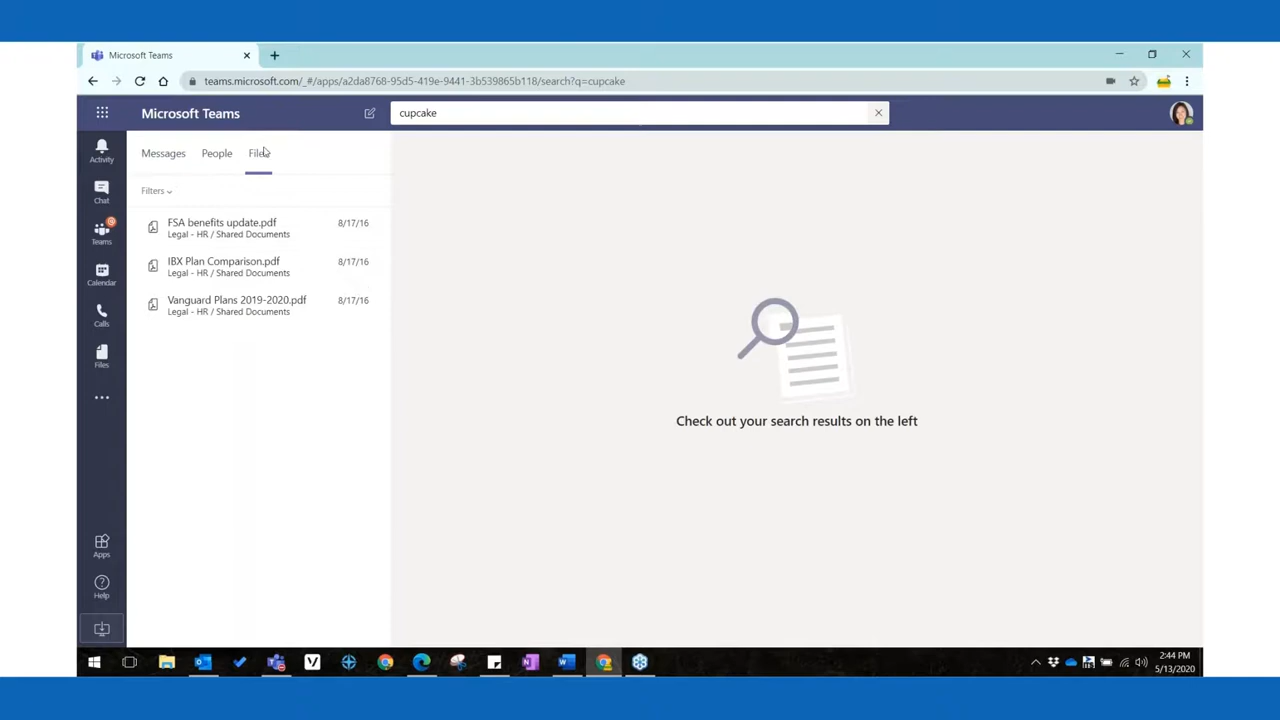 Microsoft Teams
teams.microsoft.com/_#/apps/a2da8768-95d5-419e-9441-3b539865b118/search?q=cupcake
Microsoft Teams
cupcake
Activity
Chat
Teams
Calendar
Calls
Files
Apps
Help
Messages People Files
Filters
FSA benefits update.pdf 8/17/16
Legal - HR / Shared Documents
IBX Plan Comparison.pdf 8/17/16
Legal - HR / Shared Documents
Vanguard Plans 2019-2020.pdf 8/17/16
Legal - HR / Shared Documents
Check out your search results on the left
2:44 PM
5/13/2020